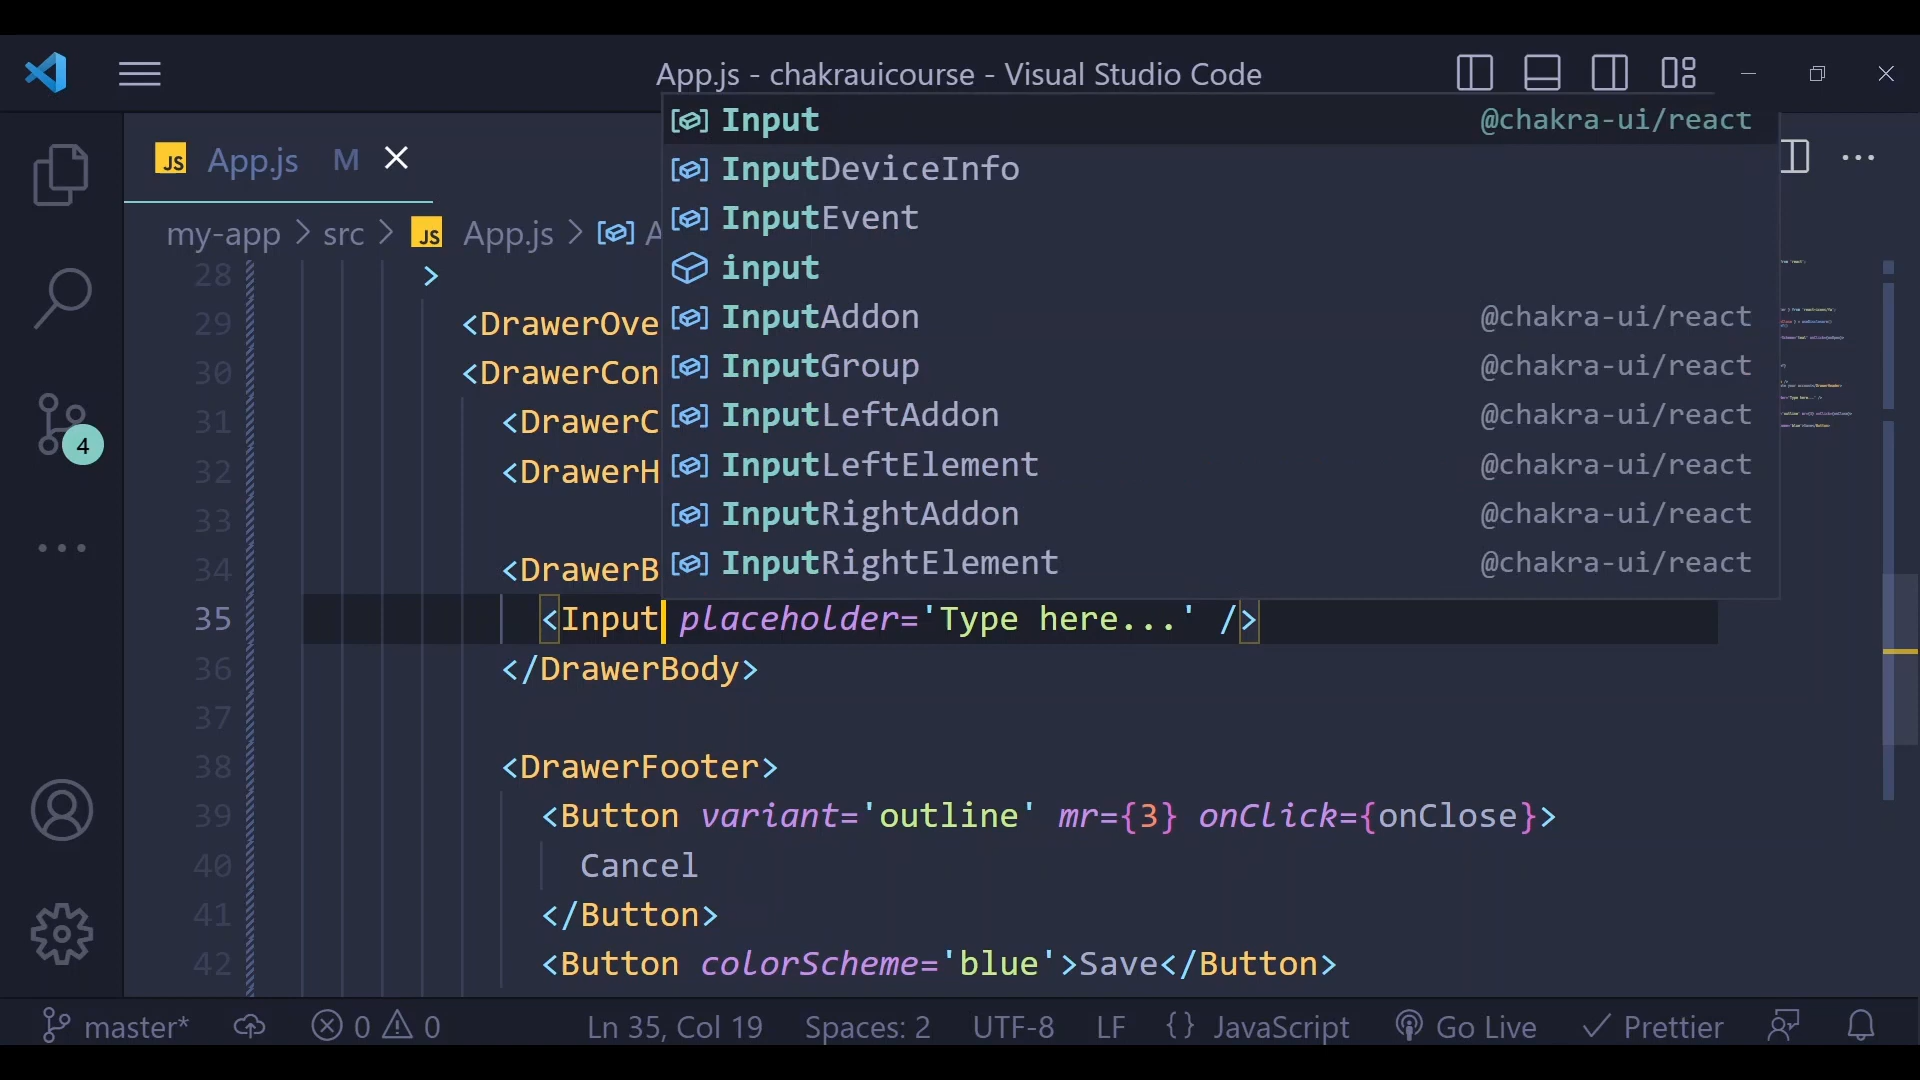 App.js - chakrauicourse - Visual Studio Code
JS App.js M
my-app > src > JS App.js > A
Input @chakra-ui/react
InputDeviceInfo
InputEvent
input
InputAddon @chakra-ui/react
InputGroup @chakra-ui/react
InputLeftAddon @chakra-ui/react
InputLeftElement @chakra-ui/react
InputRightAddon @chakra-ui/react
InputRightElement @chakra-ui/react
28 >
29 <DrawerOve
30 <DrawerCon
31 <DrawerC
32 <DrawerH
33
34 <DrawerB
35 <Input placeholder='Type here...' />
36 </DrawerBody>
37
38 <DrawerFooter>
39 <Button variant='outline' mr={3} onClick={onClose}>
40 Cancel
41 </Button>
42 <Button colorScheme='blue'>Save</Button>
4
master* 0 0 Ln 35, Col 19 Spaces: 2 UTF-8 LF {} JavaScript Go Live Prettier